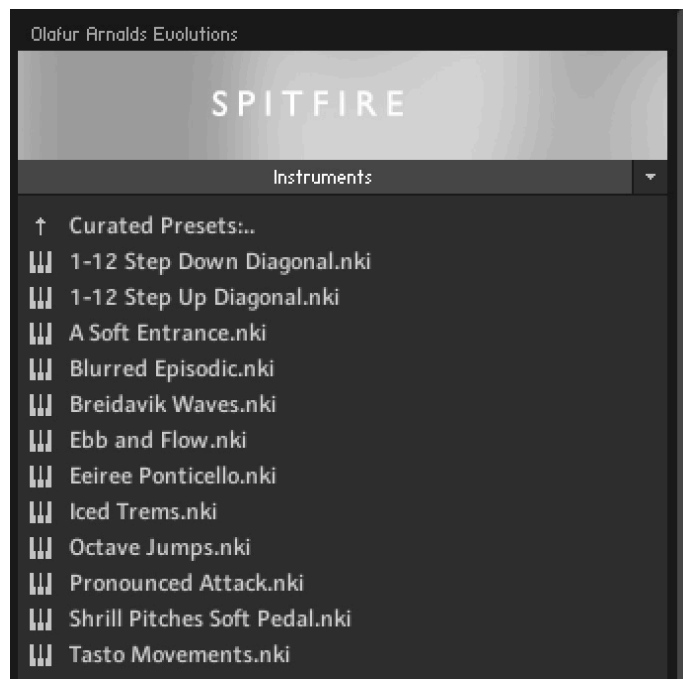 Olafur Arnalds Evolutions
SPITFIRE
Instruments
Curated Presets:..
1-12 Step Down Diagonal.nki
1-12 Step Up Diagonal.nki
A Soft Entrance.nki
Blurred Episodic.nki
Breidavik Waves.nki
Ebb and Flow.nki
Eeiree Ponticello.nki
Iced Trems.nki
Octave Jumps.nki
Pronounced Attack.nki
Shrill Pitches Soft Pedal.nki
Tasto Movements.nki